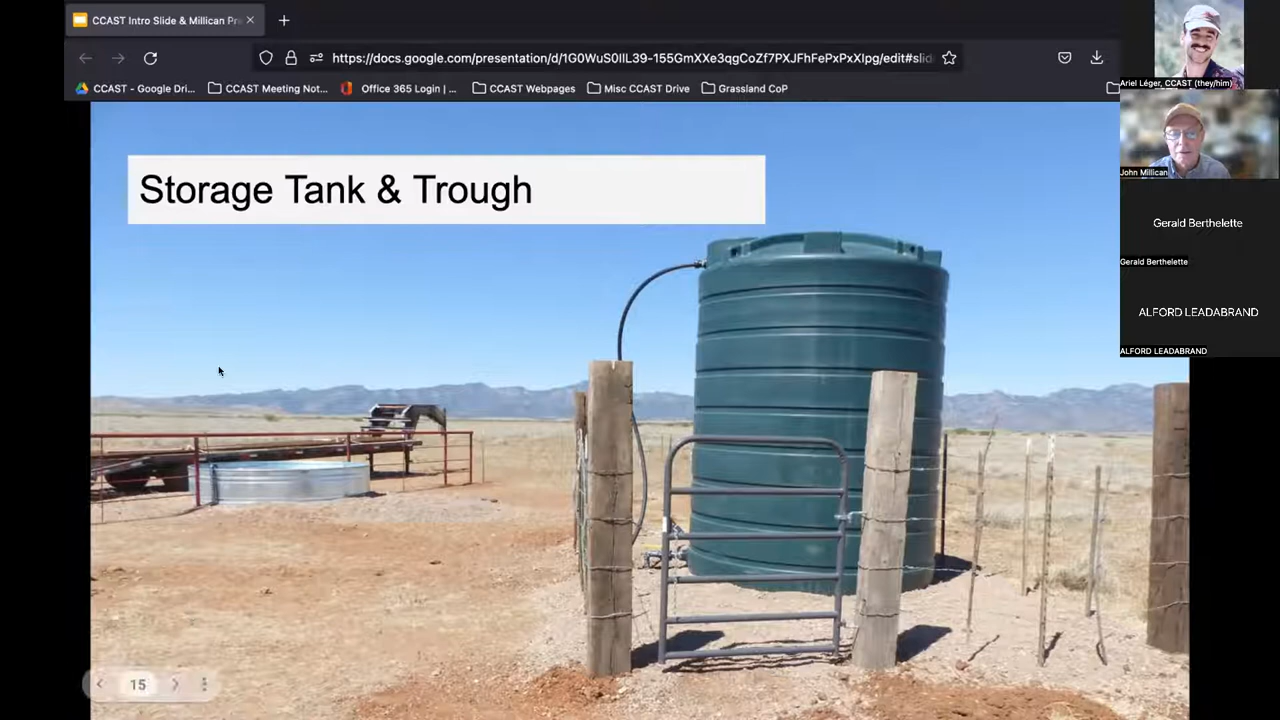 CCAST Intro Slide & Millican Pre
https://docs.google.com/presentation/d/1G0WuS0IIL39-155GmXXe3qgCoZf7PXJFhFePxPxXIpg/edit#slid
CCAST - Google Dri...
CCAST Meeting Not...
Office 365 Login | ...
CCAST Webpages
Misc CCAST Drive
Grassland CoP
Storage Tank & Trough
15
Ariel Léger, CCAST (they/him)
John Millican
Gerald Berthelette
Gerald Berthelette
ALFORD LEADABRAND
ALFORD LEADABRAND